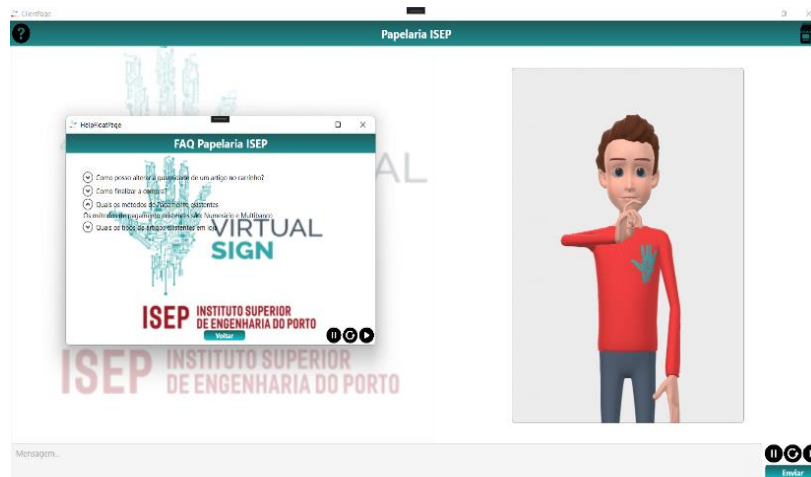 ClientPage
?
Papelaria ISEP
HelpFloatPage
FAQ Papelaria ISEP
Como posso alterar a quantidade de um artigo no carrinho?
Como finalizar a compra?
Quais os métodos de pagamento existentes
Os métodos de pagamento existentes são: Numerário e Multibanco
Quais os tipos de artigos existentes em loja
VIRTUAL
SIGN
ISEP INSTITUTO SUPERIOR
DE ENGENHARIA DO PORTO
Voltar
AL
ISEP INSTITUTO SUPERIOR
DE ENGENHARIA DO PORTO
Mensagem...
Enviar